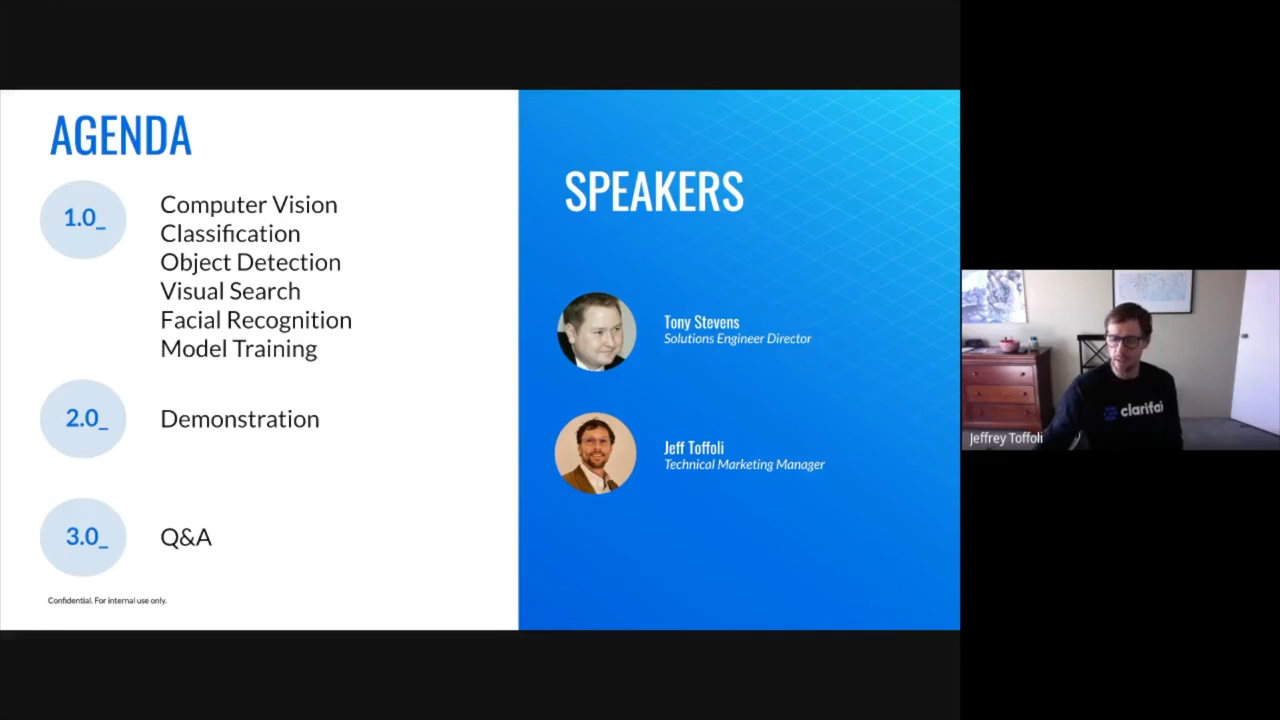 AGENDA
1.0_
Computer Vision
Classification
Object Detection
Visual Search
Facial Recognition
Model Training
2.0_
Demonstration
3.0_
Q&A
Confidential. For internal use only.
SPEAKERS
Tony Stevens
Solutions Engineer Director
Jeff Toffoli
Technical Marketing Manager
clarifai
Jeffrey Toffoli